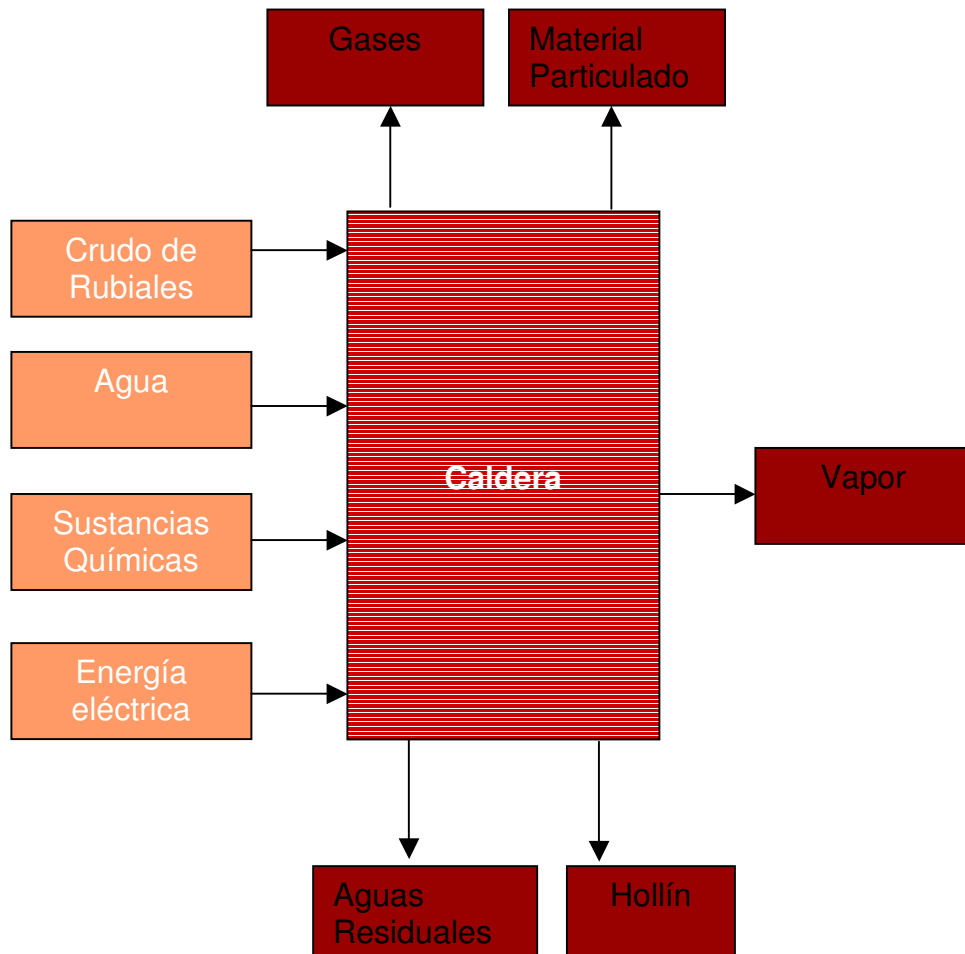 Gases
Material
Particulado
Crudo de
Rubiales
Agua
Sustancias
Químicas
Energía
eléctrica
Caldera
Vapor
Aguas
Residuales
Hollín